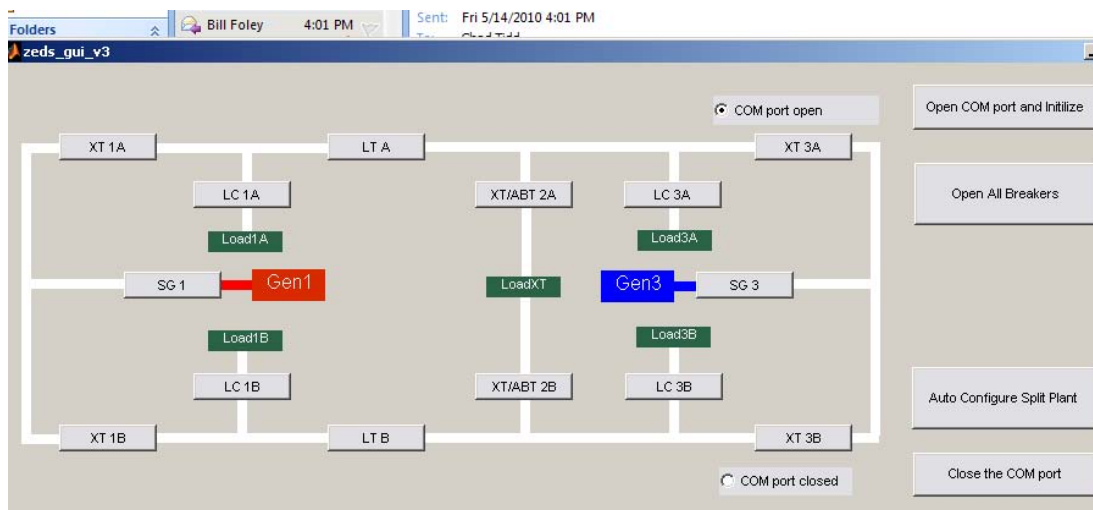 Folders
Bill Foley 4:01 PM
Sent: Fri 5/14/2010 4:01 PM
zeds_gui_v3
COM port open
Open COM port and Initilize
XT 1A
LT A
XT 3A
LC 1A
XT/ABT 2A
LC 3A
Open All Breakers
Load1A
Load3A
SG 1
Gen1
LoadXT
Gen3
SG 3
Load1B
Load3B
LC 1B
XT/ABT 2B
LC 3B
Auto Configure Split Plant
XT 1B
LT B
XT 3B
COM port closed
Close the COM port